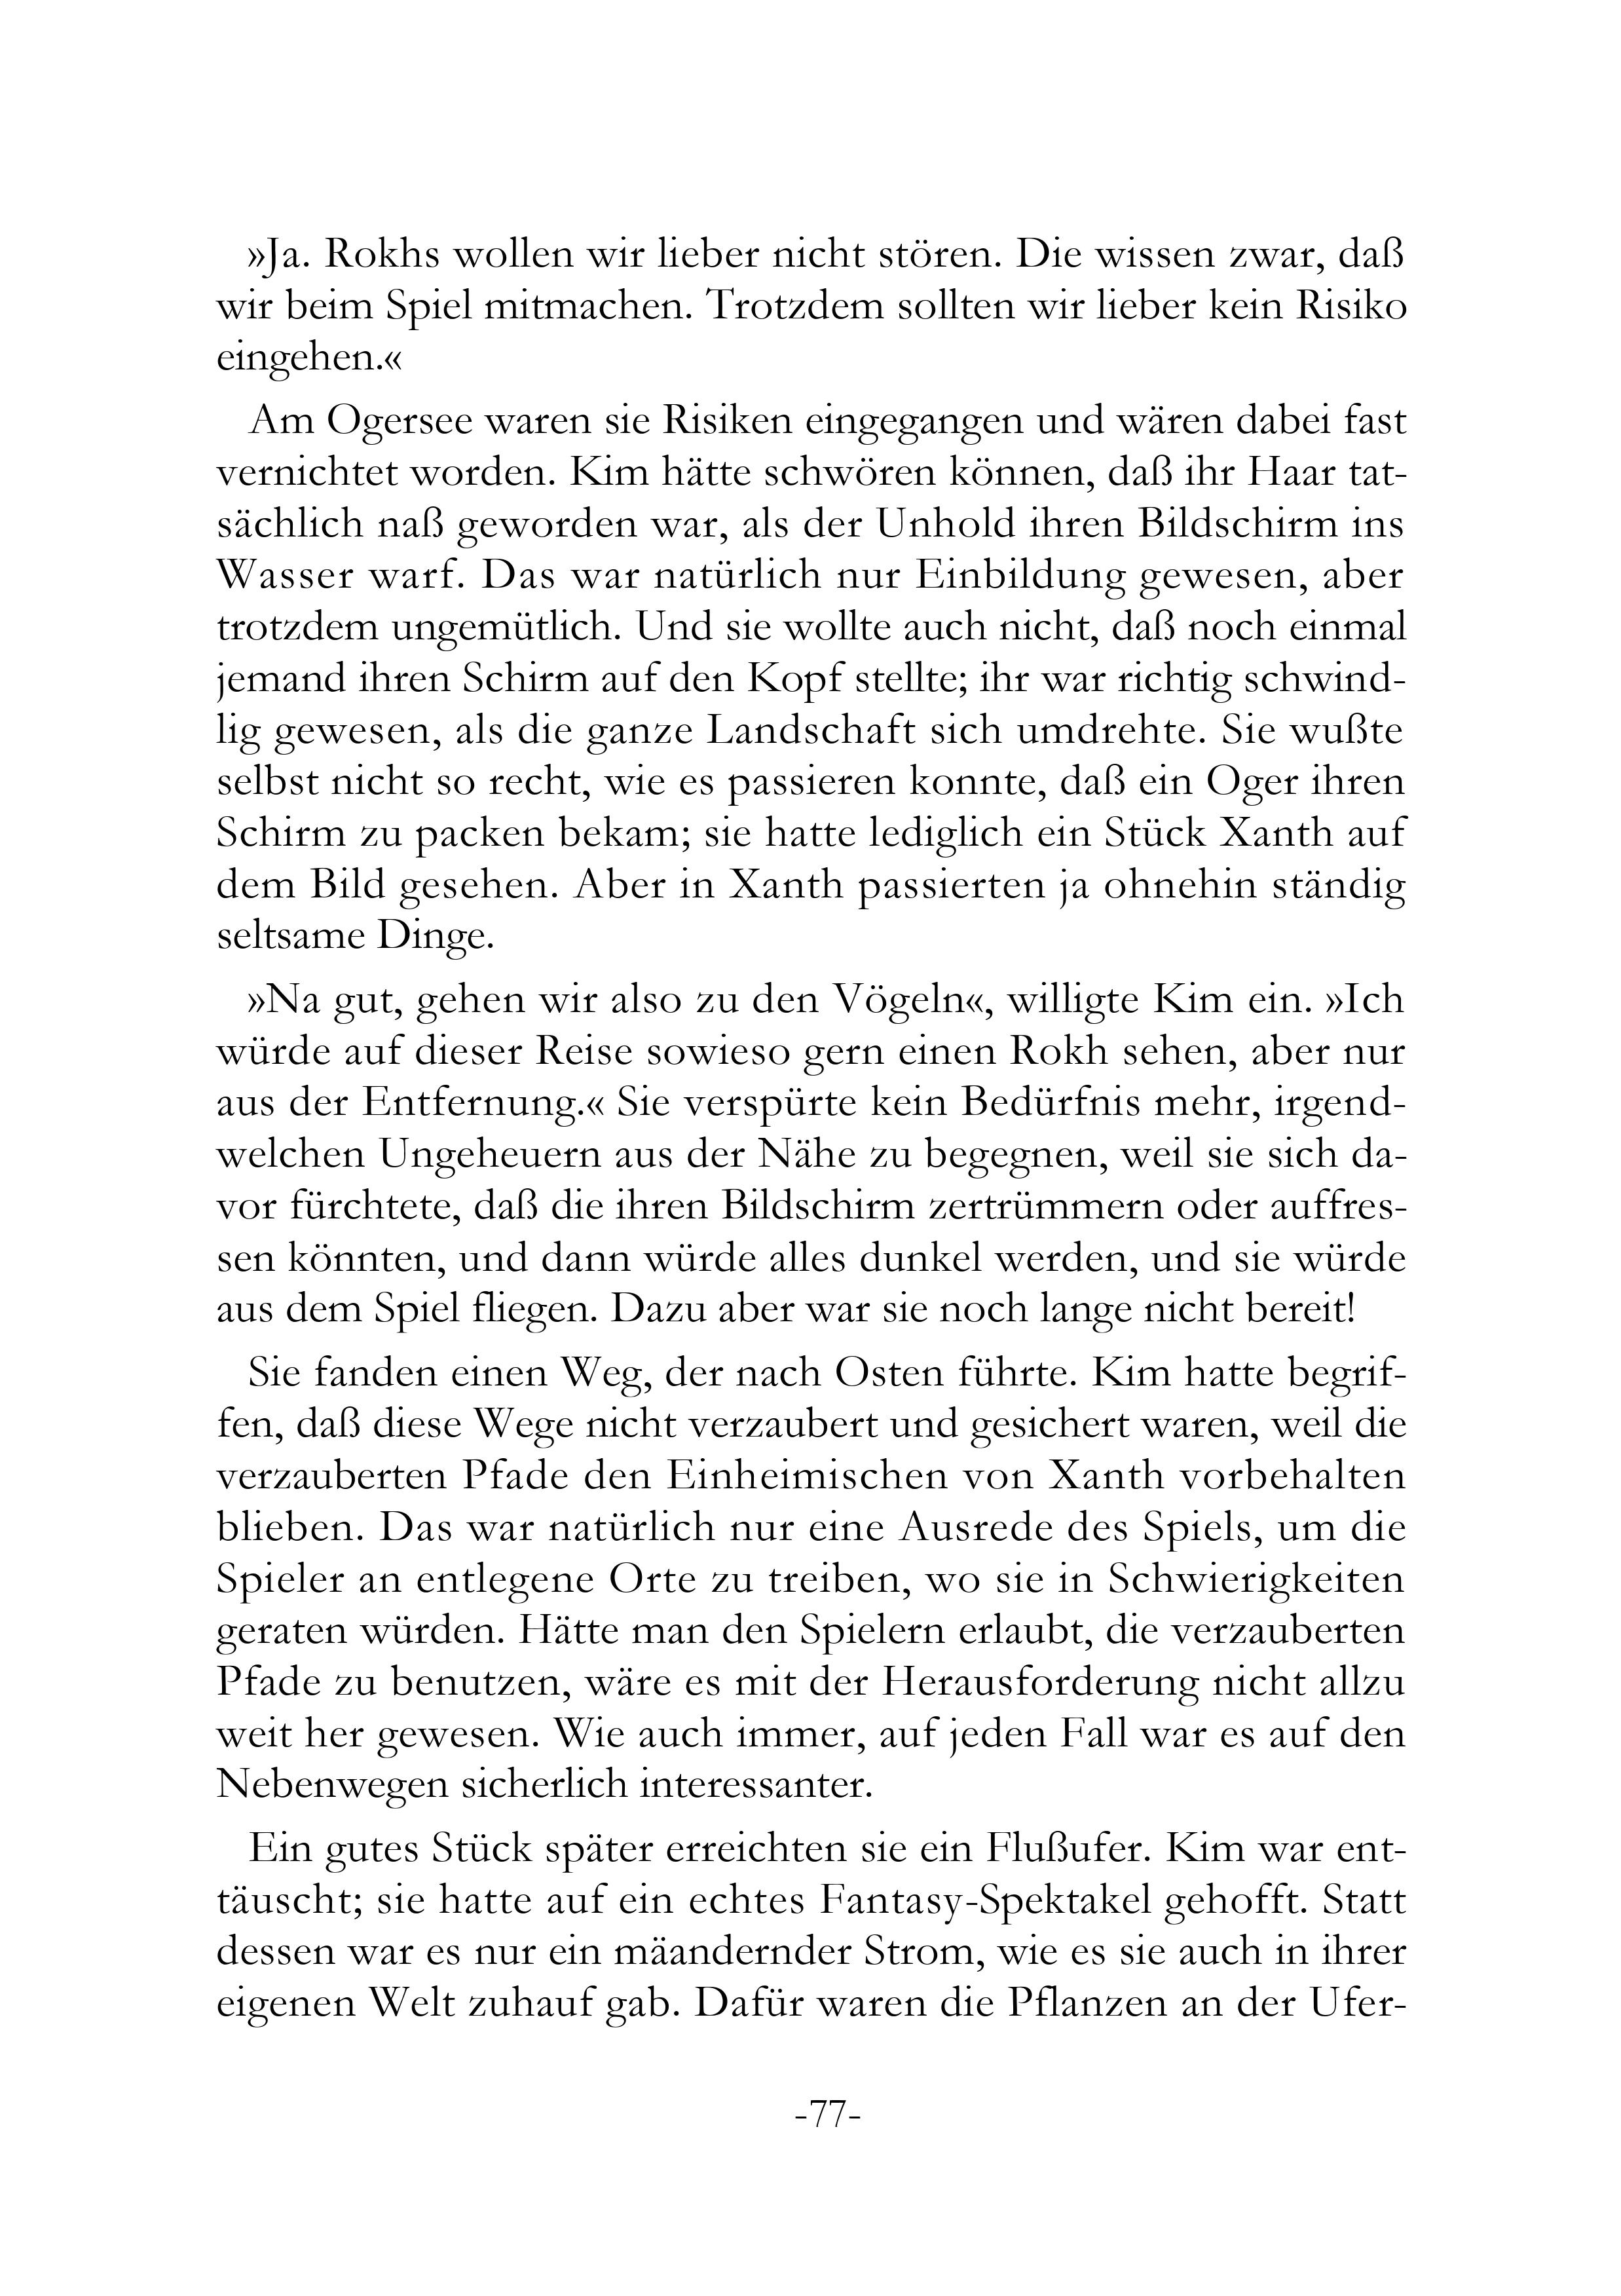 »Ja. Rokhs wollen wir lieber nicht stören. Die wissen zwar, daß
wir beim Spiel mitmachen. Trotzdem sollten wir lieber kein Risiko
eingehen.«
Am Ogersee waren sie Risiken eingegangen und wären dabei fast
vernichtet worden. Kim hätte schwören können, daß ihr Haar tat-
sächlich naß geworden war, als der Unhold ihren Bildschirm ins
Wasser warf. Das war natürlich nur Einbildung gewesen, aber
trotzdem ungemütlich. Und sie wollte auch nicht, daß noch einmal
jemand ihren Schirm auf den Kopf stellte; ihr war richtig schwind-
lig gewesen, als die ganze Landschaft sich umdrehte. Sie wußte
selbst nicht so recht, wie es passieren konnte, daß ein Oger ihren
Schirm zu packen bekam; sie hatte lediglich ein Stück Xanth auf
dem Bild gesehen. Aber in Xanth passierten ja ohnehin ständig
seltsame Dinge.
»Na gut, gehen wir also zu den Vögeln«, willigte Kim ein. »Ich
würde auf dieser Reise sowieso gern einen Rokh sehen, aber nur
aus der Entfernung.« Sie verspürte kein Bedürfnis mehr, irgend-
welchen Ungeheuern aus der Nähe zu begegnen, weil sie sich da-
vor fürchtete, daß die ihren Bildschirm zertrümmern oder auffres-
sen könnten, und dann würde alles dunkel werden, und sie würde
aus dem Spiel fliegen. Dazu aber war sie noch lange nicht bereit!
Sie fanden einen Weg, der nach Osten führte. Kim hatte begrif-
fen, daß diese Wege nicht verzaubert und gesichert waren, weil die
verzauberten Pfade den Einheimischen von Xanth vorbehalten
blieben. Das war natürlich nur eine Ausrede des Spiels, um die
Spieler an entlegene Orte zu treiben, wo sie in Schwierigkeiten
geraten würden. Hätte man den Spielern erlaubt, die verzauberten
Pfade zu benutzen, wäre es mit der Herausforderung nicht allzu
weit her gewesen. Wie auch immer, auf jeden Fall war es auf den
Nebenwegen sicherlich interessanter.
Ein gutes Stück später erreichten sie ein Flußufer. Kim war ent-
täuscht; sie hatte auf ein echtes Fantasy-Spektakel gehofft. Statt
dessen war es nur ein mäandernder Strom, wie es sie auch in ihrer
eigenen Welt zuhauf gab. Dafür waren die Pflanzen an der Ufer-
-77-